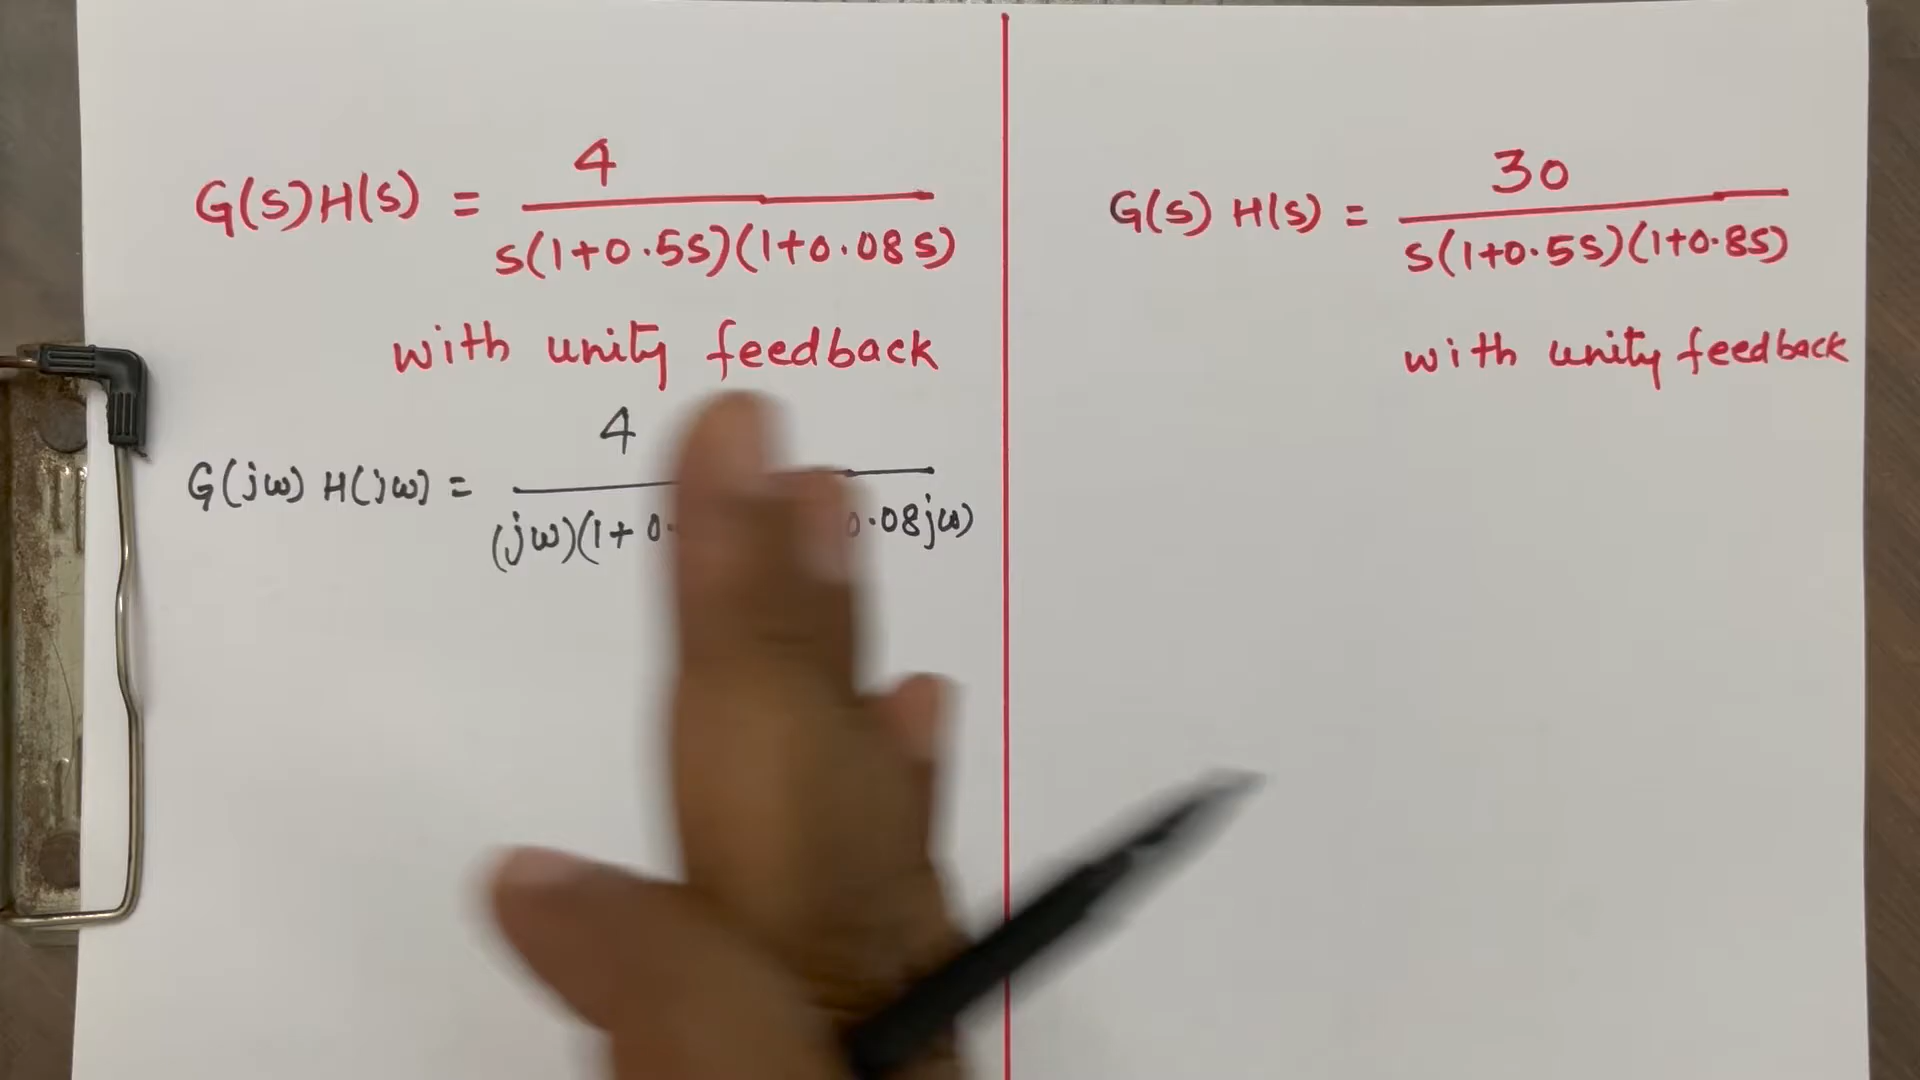 G(s)H(s) = 4
s(1+0.5s)(1+0.08s)
with unity feedback
G(jω) H(jω) = 4
(jω)(1+ 0. 0.08jω)
G(s) H(s) = 30
s(1+0.5s)(1+0.8s)
with unity feedback